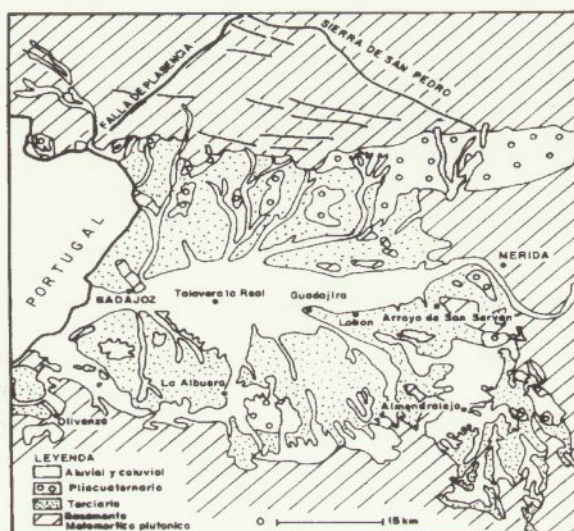 FALLA DE PLASENCIA
SIERRA DE SAN PEDRO
PORTUGAL
MERIDA
BADAJOZ
Talavera la Real
Guadajira
Lobon
Arroyo de San Servan
La Albuera
Almendralejo
Olivenza
LEYENDA
Aluvial y coluvial
Pliocuaternario
Terciario
Basamento
Metamorfico plutonico
0 15 km